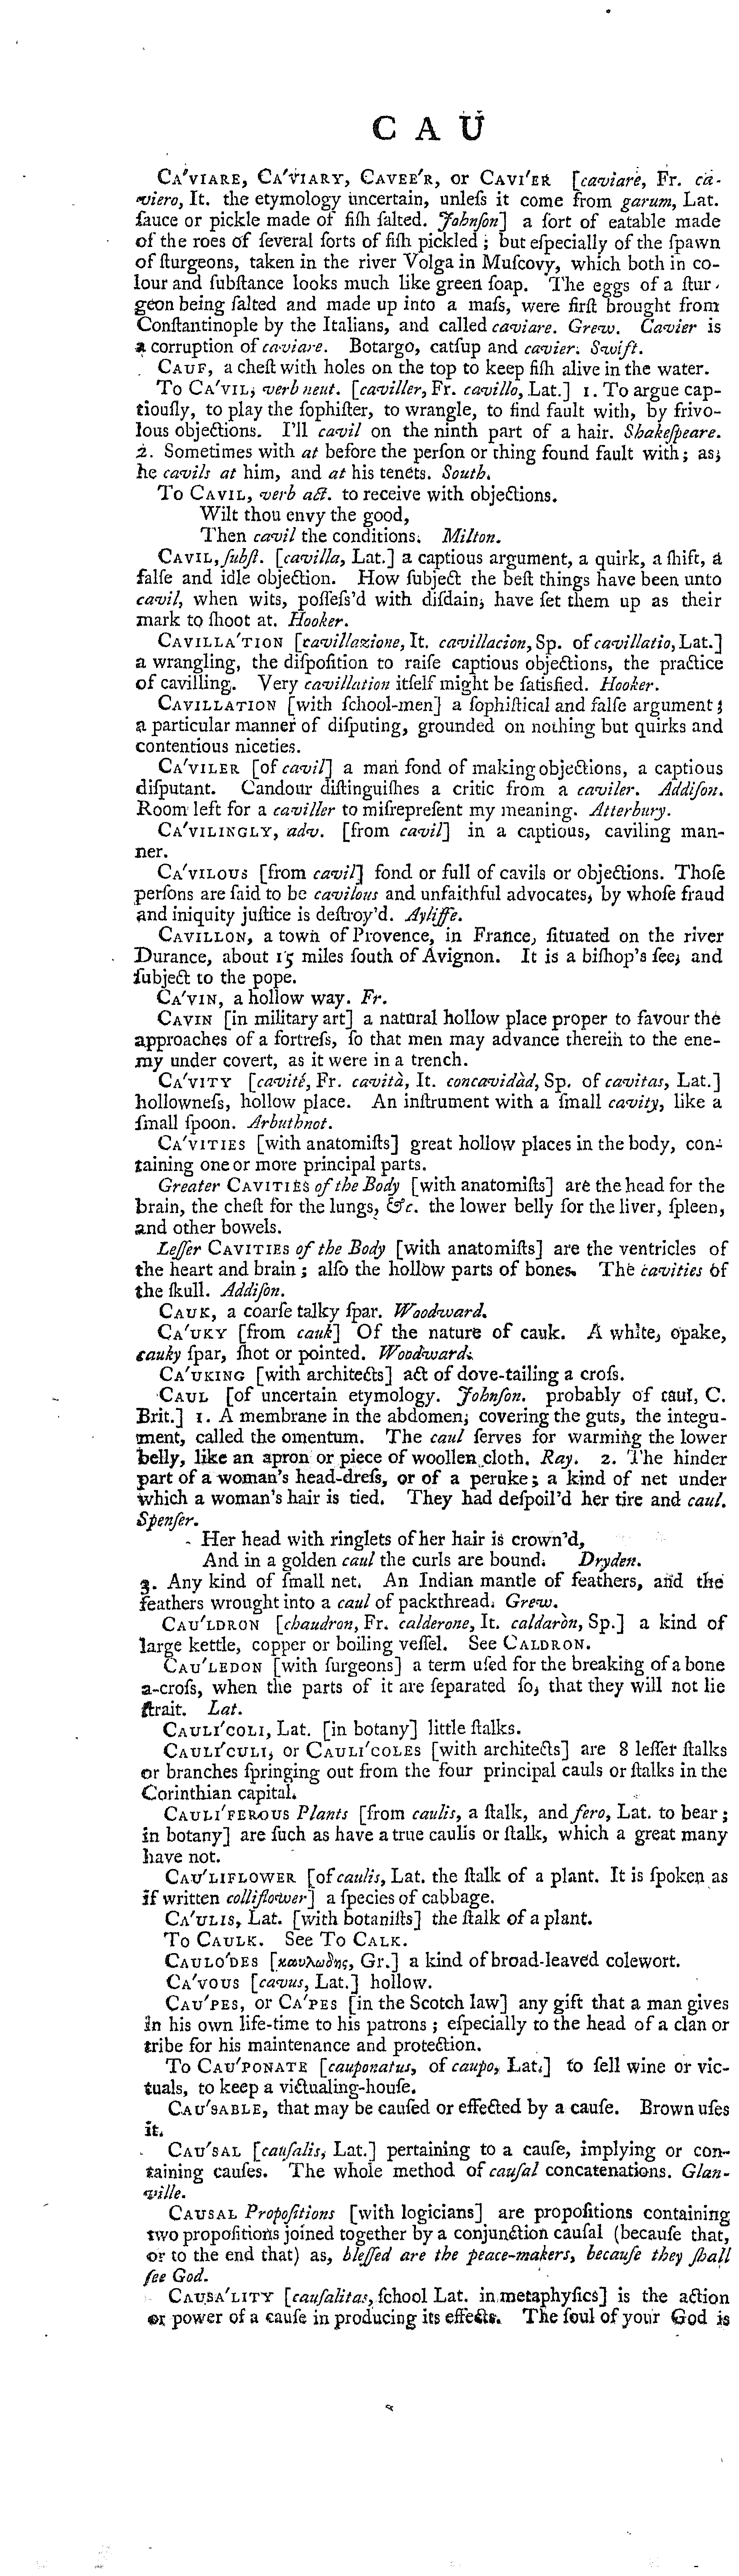 C A U
CA'VIARE, CA'VIARY, CAVEE'R, or CAVI'ER [caviare, Fr. ca-
viero, It. the etymology uncertain, unleſs it come from garum, Lat.
ſauce or pickle made of fiſh ſalted. Johnſon] a ſort of eatable made
of the roes of ſeveral ſorts of fiſh pickled; but eſpecially of the ſpawn
of ſturgeons, taken in the river Volga in Muſcovy, which both in co-
lour and ſubſtance looks much like green ſoap. The eggs of a ſtur-
geon being ſalted and made up into a maſs, were firſt brought from
Conſtantinople by the Italians, and called caviare. Grew. Cavier is
a corruption of caviare. Botargo, catſup and cavier. Swift.
CAUF, a cheſt with holes on the top to keep fiſh alive in the water.
To CA'VIL, verb neut. [caviller, Fr. cavillo, Lat.] 1. To argue cap-
tiouſly, to play the ſophiſter, to wrangle, to find fault with, by frivo-
lous objections. I'll cavil on the ninth part of a hair. Shakeſpeare.
2. Sometimes with at before the perſon or thing found fault with; as,
he cavils at him, and at his tenets. South.
To CAVIL, verb act. to receive with objections.
Wilt thou envy the good,
Then cavil the conditions. Milton.
CAVIL, ſubſt. [cavilla, Lat.] a captious argument, a quirk, a ſhift, a
falſe and idle objection. How ſubject the beſt things have been unto
cavil, when wits, poſſeſs'd with diſdain, have ſet them up as their
mark to ſhoot at. Hooker.
CAVILLA'TION [cavillazione, It. cavillacion, Sp. of cavillatio, Lat.]
a wrangling, the diſpoſition to raiſe captious objections, the practice
of cavilling. Very cavillation itſelf might be ſatisfied. Hooker.
CAVILLATION [with ſchool-men] a ſophiſtical and falſe argument;
a particular manner of diſputing, grounded on nothing but quirks and
contentious niceties.
CA'VILER [of cavil] a man fond of making objections, a captious
diſputant. Candour diſtinguiſhes a critic from a caviler. Addiſon.
Room left for a caviller to miſrepreſent my meaning. Atterbury.
CA'VILINGLY, adv. [from cavil] in a captious, caviling man-
ner.
CA'VILOUS [from cavil] fond or full of cavils or objections. Thoſe
perſons are ſaid to be cavilous and unfaithful advocates, by whoſe fraud
and iniquity juſtice is deſtroy'd. Ayliffe.
CAVILLON, a town of Provence, in France, ſituated on the river
Durance, about 15 miles ſouth of Avignon. It is a biſhop's ſee, and
ſubject to the pope.
CA'VIN, a hollow way. Fr.
CAVIN [in military art] a natural hollow place proper to favour the
approaches of a fortreſs, ſo that men may advance therein to the ene-
my under covert, as it were in a trench.
CA'VITY [cavité, Fr. cavità, It. concavidàd, Sp. of cavitas, Lat.]
hollowneſs, hollow place. An inſtrument with a ſmall cavity, like a
ſmall ſpoon. Arbuthnot.
CA'VITIES [with anatomiſts] great hollow places in the body, con-
taining one or more principal parts.
Greater CAVITIES of the Body [with anatomiſts] are the head for the
brain, the cheſt for the lungs, &c. the lower belly for the liver, ſpleen,
and other bowels.
Leſſer CAVITIES of the Body [with anatomiſts] are the ventricles of
the heart and brain; alſo the hollow parts of bones. The cavities of
the ſkull. Addiſon.
CAUK, a coarſe talky ſpar. Woodward.
CA'UKY [from cauk] Of the nature of cauk. A white, opake,
cauky ſpar, ſhot or pointed. Woodward.
CA'UKING [with architects] act of dove-tailing a croſs.
CAUL [of uncertain etymology. Johnſon. probably of caul, C.
Brit.] 1. A membrane in the abdomen, covering the guts, the integu-
ment, called the omentum. The caul ſerves for warming the lower
belly, like an apron or piece of woollen cloth. Ray. 2. The hinder
part of a woman's head-dreſs, or of a peruke; a kind of net under
which a woman's hair is tied. They had deſpoil'd her tire and caul.
Spenſer.
Her head with ringlets of her hair is crown'd,
And in a golden caul the curls are bound. Dryden.
3. Any kind of ſmall net. An Indian mantle of feathers, and the
feathers wrought into a caul of packthread. Grew.
CAU'LDRON [chaudron, Fr. calderone, It. caldaròn, Sp.] a kind of
large kettle, copper or boiling veſſel. See CALDRON.
CAU'LEDON [with ſurgeons] a term uſed for the breaking of a bone
a-croſs, when the parts of it are ſeparated ſo, that they will not lie
ſtrait. Lat.
CAULI'COLI, Lat. [in botany] little ſtalks.
CAULI'CULI, or CAULI'COLES [with architects] are 8 leſſer ſtalks
or branches ſpringing out from the four principal cauls or ſtalks in the
Corinthian capital.
CAULI'FEROUS Plants [from caulis, a ſtalk, and fero, Lat. to bear;
in botany] are ſuch as have a true caulis or ſtalk, which a great many
have not.
CAU'LIFLOWER [of caulis, Lat. the ſtalk of a plant. It is ſpoken as
if written colliflower] a ſpecies of cabbage.
CA'ULIS, Lat. [with botaniſts] the ſtalk of a plant.
To CAULK. See To CALK.
CAULO'DES [καυλωδης, Gr.] a kind of broad-leaved colewort.
CA'VOUS [cavus, Lat.] hollow.
CAU'PES, or CA'PES [in the Scotch law] any gift that a man gives
in his own life-time to his patrons; eſpecially to the head of a clan or
tribe for his maintenance and protection.
To CAU'PONATE [cauponatus, of caupo, Lat.] to ſell wine or vic-
tuals, to keep a victualing-houſe.
CAU'SABLE, that may be cauſed or effected by a cauſe. Brown uſes
it.
CAU'SAL [cauſalis, Lat.] pertaining to a cauſe, implying or con-
taining cauſes. The whole method of cauſal concatenations. Glan-
ville.
CAUSAL Propoſitions [with logicians] are propoſitions containing
two propoſitions joined together by a conjunction cauſal (becauſe that,
or to the end that) as, bleſſed are the peace-makers, becauſe they ſhall
ſee God.
CAUSA'LITY [cauſalitas, ſchool Lat. in metaphyſics] is the action
or power of a cauſe in producing its effects. The ſoul of your God is